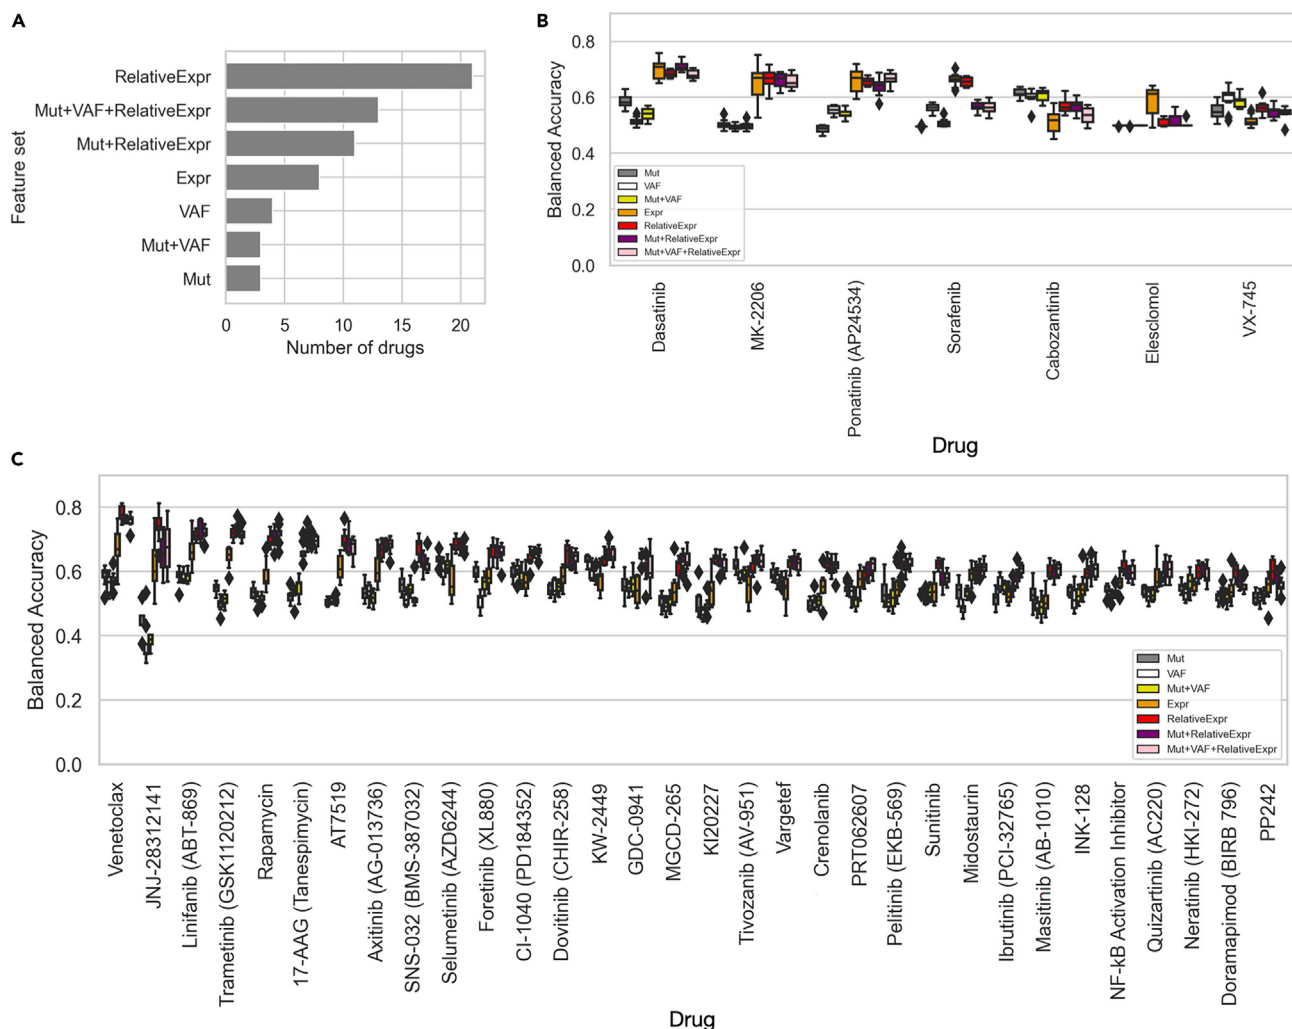 A
RelativeExpr
Mut+VAF+RelativeExpr
Mut+RelativeExpr
Expr
VAF
Mut+VAF
Mut
Feature set
0 5 10 15 20
Number of drugs
B
0.8
0.6
0.4
0.2
0.0
Balanced Accuracy
Mut
VAF
Mut+VAF
Expr
RelativeExpr
Mut+RelativeExpr
Mut+VAF+RelativeExpr
Dasatinib
MK-2206
Ponatinib (AP24534)
Sorafenib
Cabozantinib
Elesclomol
VX-745
Drug
C
0.8
0.6
0.4
0.2
0.0
Balanced Accuracy
Mut
VAF
Mut+VAF
Expr
RelativeExpr
Mut+RelativeExpr
Mut+VAF+RelativeExpr
Venetoclax
JNJ-28312141
Linifanib (ABT-869)
Trametinib (GSK1120212)
Rapamycin
17-AAG (Tanespimycin)
AT7519
Axitinib (AG-013736)
SNS-032 (BMS-387032)
Selumetinib (AZD6244)
Foretinib (XL880)
CI-1040 (PD184352)
Dovitinib (CHIR-258)
KW-2449
GDC-0941
MGCD-265
KI20227
Tivozanib (AV-951)
Vargetef
Crenolanib
PRT062607
Pelitinib (EKB-569)
Sunitinib
Midostaurin
Ibrutinib (PCI-32765)
Masitinib (AB-1010)
INK-128
NF-kB Activation Inhibitor
Quizartinib (AC220)
Neratinib (HKI-272)
Doramapimod (BIRB 796)
PP242
Drug